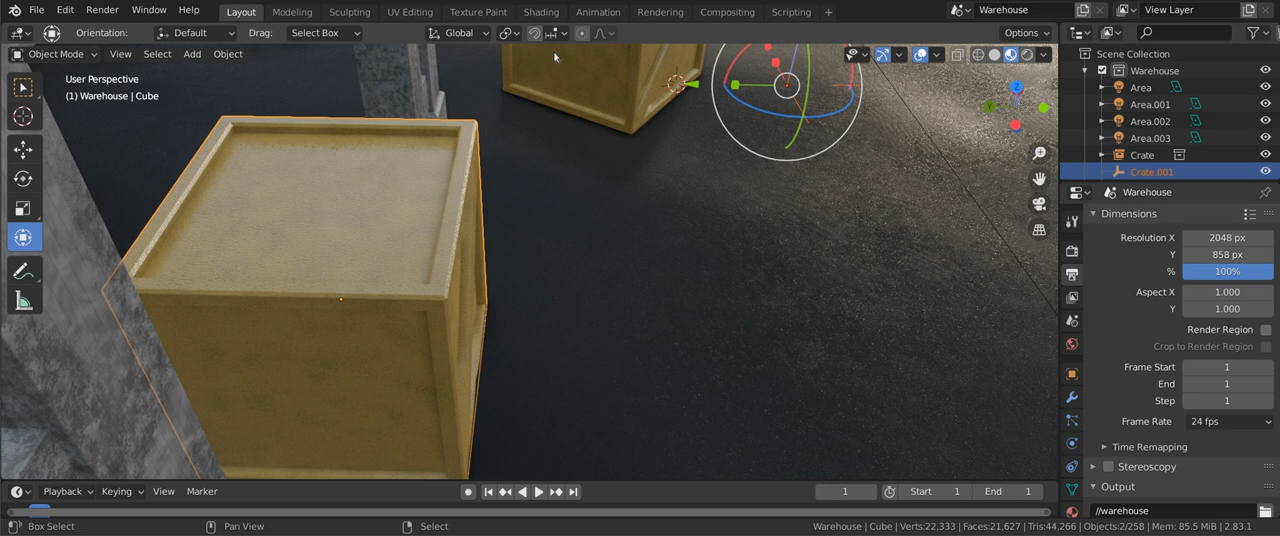 File Edit Render Window Help Layout Modeling Sculpting UV Editing Texture Paint Shading Animation Rendering Compositing Scripting + Warehouse View Layer
Orientation: Default Drag: Select Box Global Options
Object Mode View Select Add Object
User Perspective
(1) Warehouse | Cube
Z
Y
Scene Collection
Warehouse
Area
Area.001
Area.002
Area.003
Crate
Crate.001
Warehouse
Dimensions
Resolution X 2048 px
Y 858 px
% 100%
Aspect X 1.000
Y 1.000
Render Region
Crop to Render Region
Frame Start 1
End 1
Step 1
Frame Rate 24 fps
Time Remapping
Stereoscopy
Output
//warehouse
Playback Keying View Marker 1 Start 1 End 1
Box Select Pan View Select Warehouse | Cube | Verts:22,333 | Faces:21,627 | Tris:44,266 | Objects:2/258 | Mem: 85.5 MiB | 2.83.1